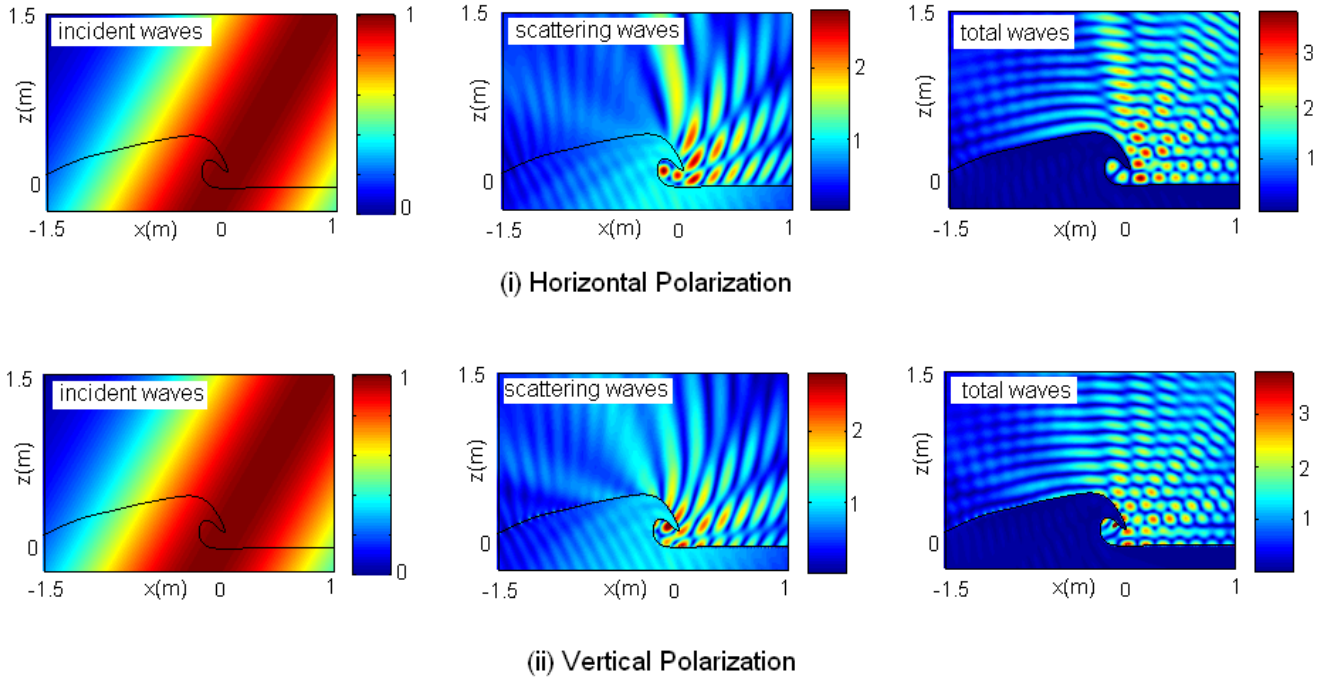 incident waves
1.5
z(m)
0
-1.5
x(m)
0
1
1
0
scattering waves
1.5
z(m)
0
-1.5
x(m)
0
1
2
1
total waves
1.5
z(m)
0
-1.5
x(m)
0
1
3
2
1
(i) Horizontal Polarization
incident waves
1.5
z(m)
0
-1.5
x(m)
0
1
1
0
scattering waves
1.5
z(m)
0
-1.5
x(m)
0
1
2
1
total waves
1.5
z(m)
0
-1.5
x(m)
0
1
3
2
1
(ii) Vertical Polarization